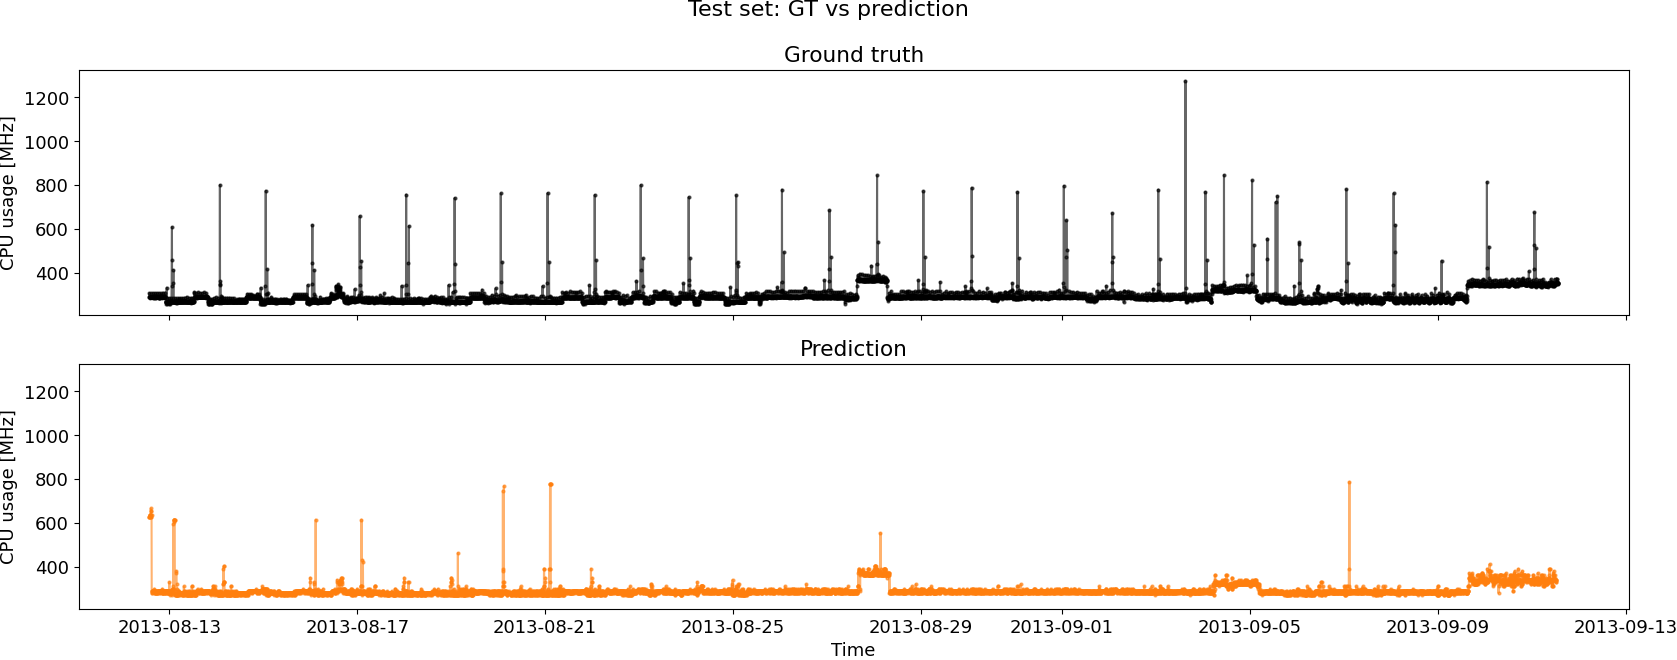 Test set: GT vs prediction
Ground truth
CPU usage [MHz]
1200
1000
800
600
400
Prediction
CPU usage [MHz]
1200
1000
800
600
400
2013-08-13 2013-08-17 2013-08-21 2013-08-25 2013-08-29 2013-09-01 2013-09-05 2013-09-09 2013-09-13
Time